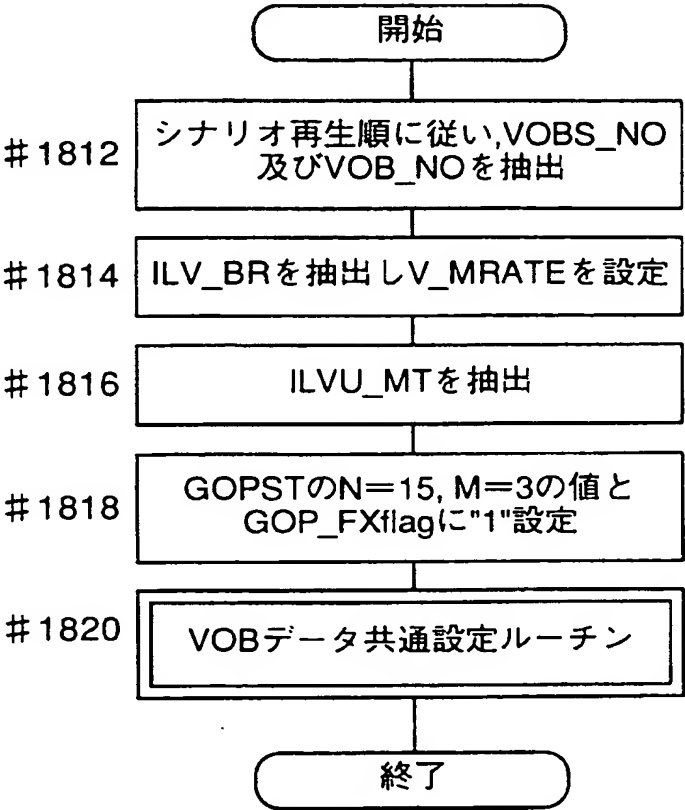 開始
#1812
シナリオ再生順に従い,VOBS_NO
及びVOB_NOを抽出
#1814
ILV_BRを抽出しV_MRATEを設定
#1816
ILVU_MTを抽出
#1818
GOPSTのN=15, M=3の値と
GOP_FXflagに"1"設定
#1820
VOBデータ共通設定ルーチン
終了